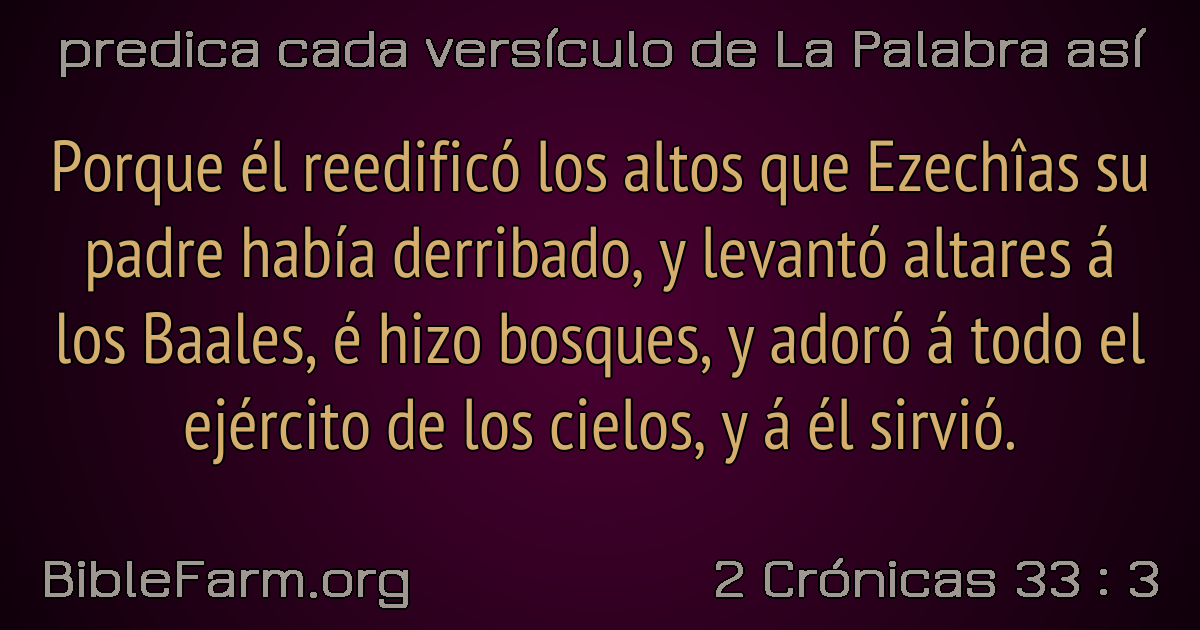 predica cada versículo de La Palabra así
Porque él reedificó los altos que Ezechîas su
padre había derribado, y levantó altares á
los Baales, é hizo bosques, y adoró á todo el
ejército de los cielos, y á él sirvió.
BibleFarm.org
2 Crónicas 33 : 3